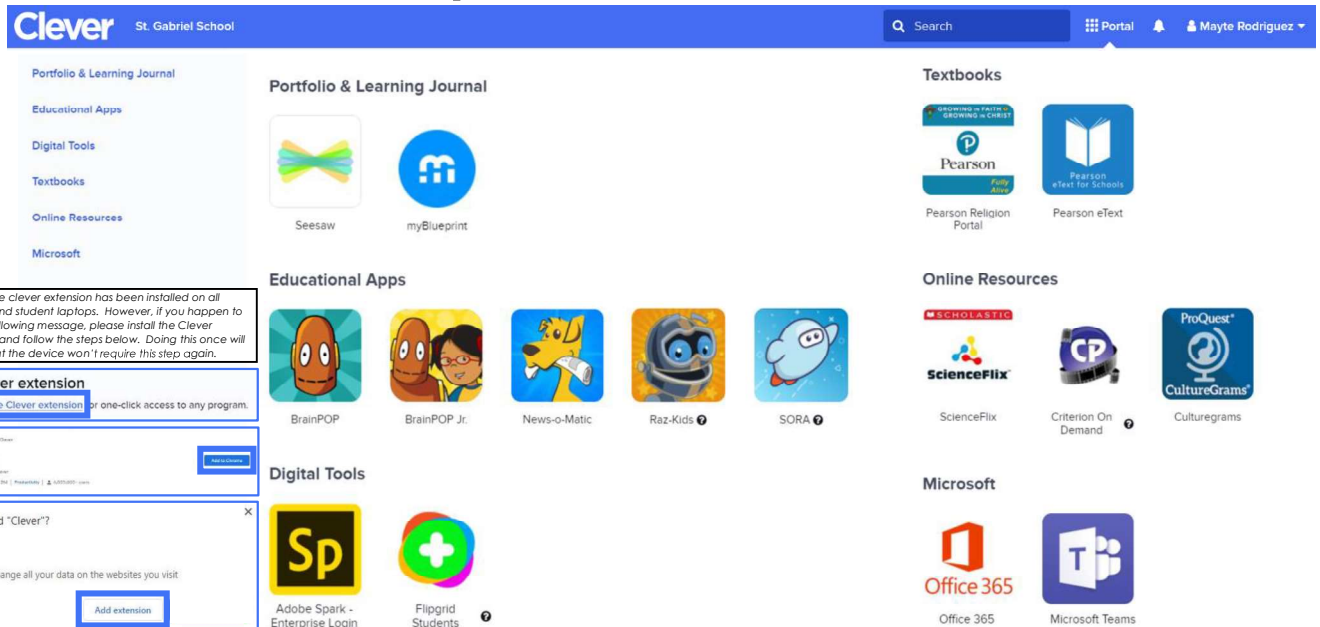 Clever
St. Gabriel School
Search
Portal
Mayte Rodriguez
Portfolio & Learning Journal
Educational Apps
Digital Tools
Textbooks
Online Resources
Microsoft
e clever extension has been installed on all
nd student laptops. However, if you happen to
llowing message, please install the Clever
and follow the steps below. Doing this once will
at the device won't require this step again.
er extension
e Clever extension or one-click access to any program.
Add to Chrome
d "Clever"?
ange all your data on the websites you visit
Add extension
Portfolio & Learning Journal
Seesaw
m
myBlueprint
Educational Apps
BrainPOP
BrainPOP Jr.
News-o-Matic
Raz-Kids
SORA
Digital Tools
Sp
Adobe Spark -
Enterprise Login
Flipgrid
Students
Textbooks
GROWING IN FAITH
GROWING IN CHRIST
P
Pearson
Fully
Alive
Pearson Religion
Portal
Pearson
eText for Schools
Pearson eText
Online Resources
SCHOLASTIC
SCIENCEFLIX
ScienceFlix
CP
Criterion On
Demand
ProQuest
CultureGrams
Culturegrams
Microsoft
Office 365
Office 365
T
Microsoft Teams